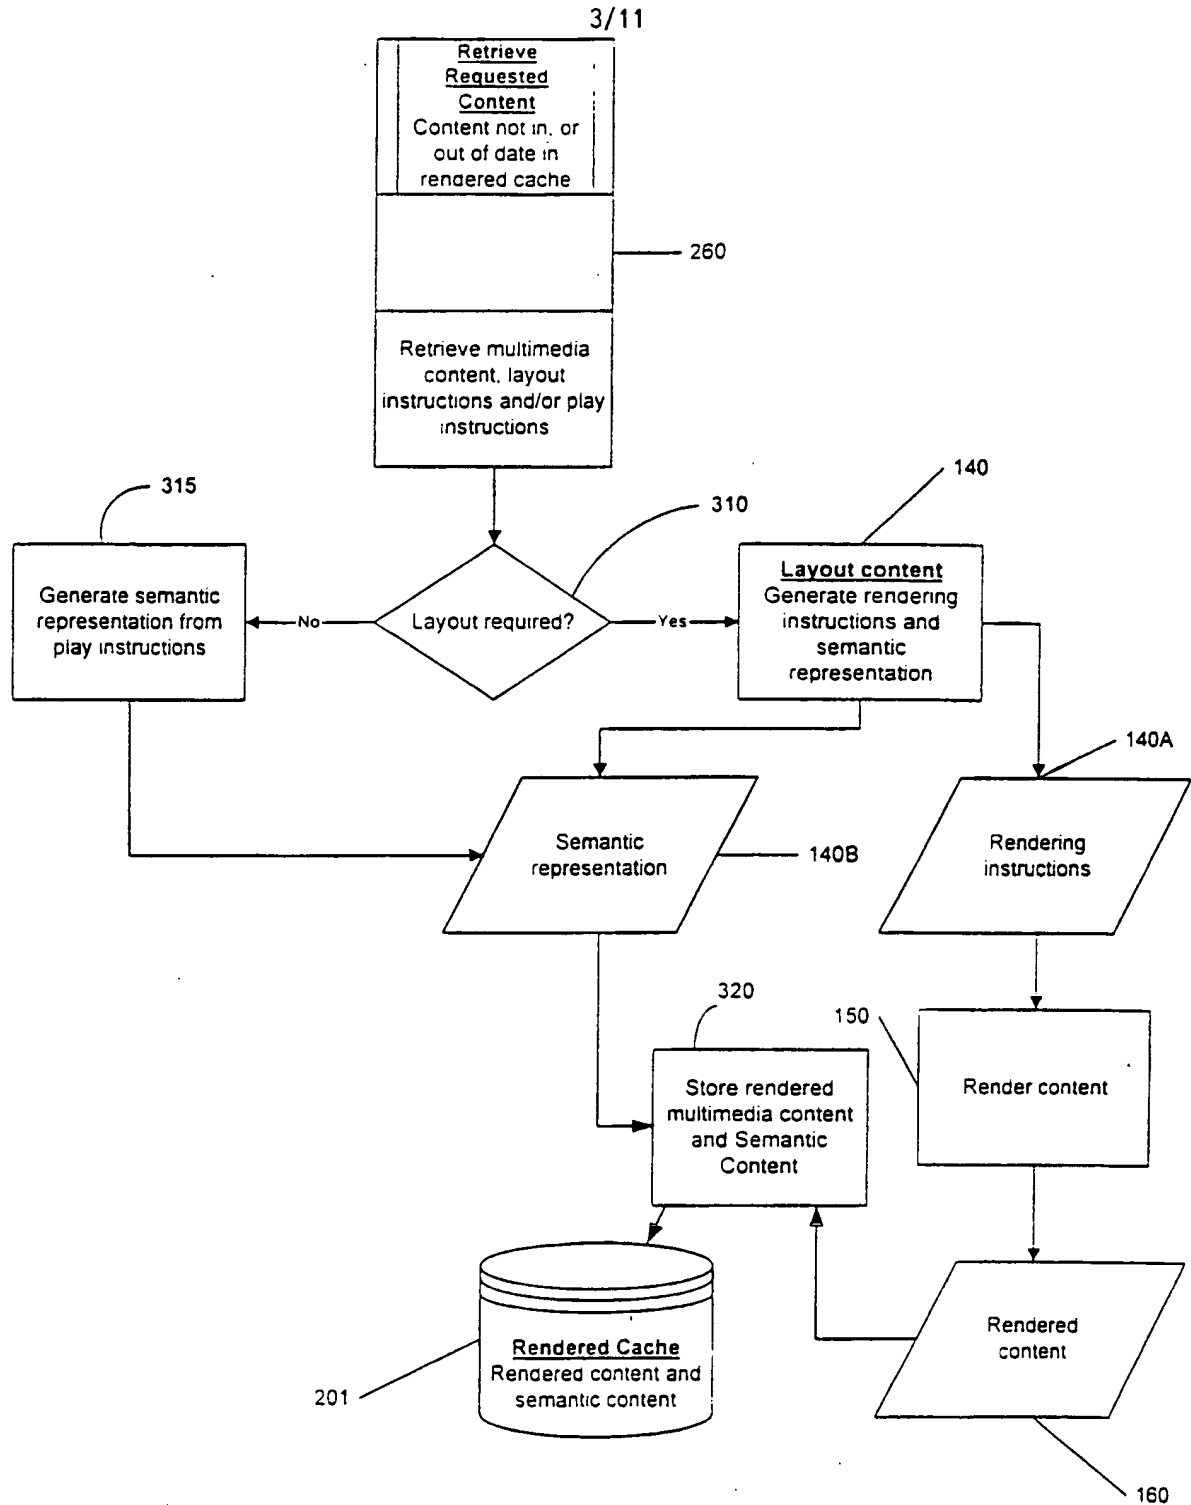 3/11
Retrieve
Requested
Content
Content not in, or
out of date in
rendered cache
260
Retrieve multimedia
content, layout
instructions and/or play
instructions
315
310
140
Generate semantic
representation from
play instructions
No
Layout required?
Yes
Layout content
Generate rendering
instructions and
semantic
representation
140A
Semantic
representation
140B
Rendering
instructions
320
150
Store rendered
multimedia content
and Semantic
Content
Render content
Rendered Cache
Rendered content and
semantic content
201
Rendered
content
160